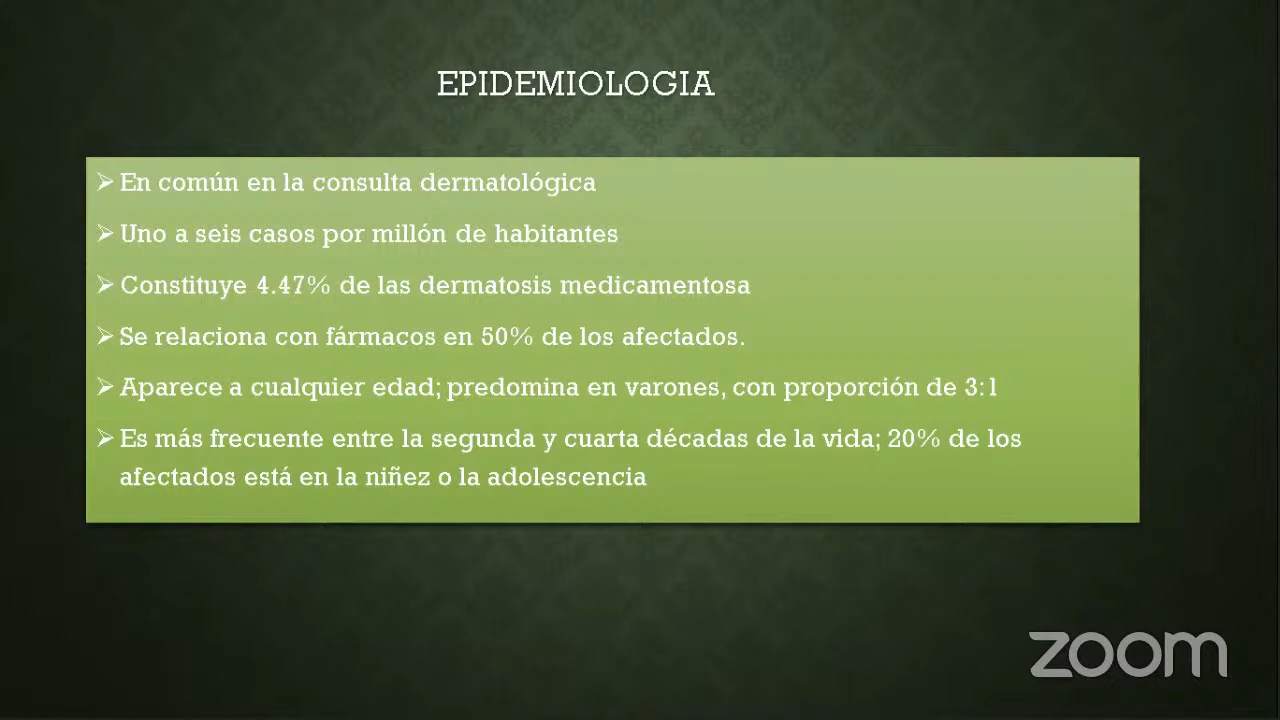 EPIDEMIOLOGIA
En común en la consulta dermatológica
Uno a seis casos por millón de habitantes
Constituye 4.47% de las dermatosis medicamentosa
Se relaciona con fármacos en 50% de los afectados.
Aparece a cualquier edad; predomina en varones, con proporción de 3:1
Es más frecuente entre la segunda y cuarta décadas de la vida; 20% de los
afectados está en la niñez o la adolescencia
zoom